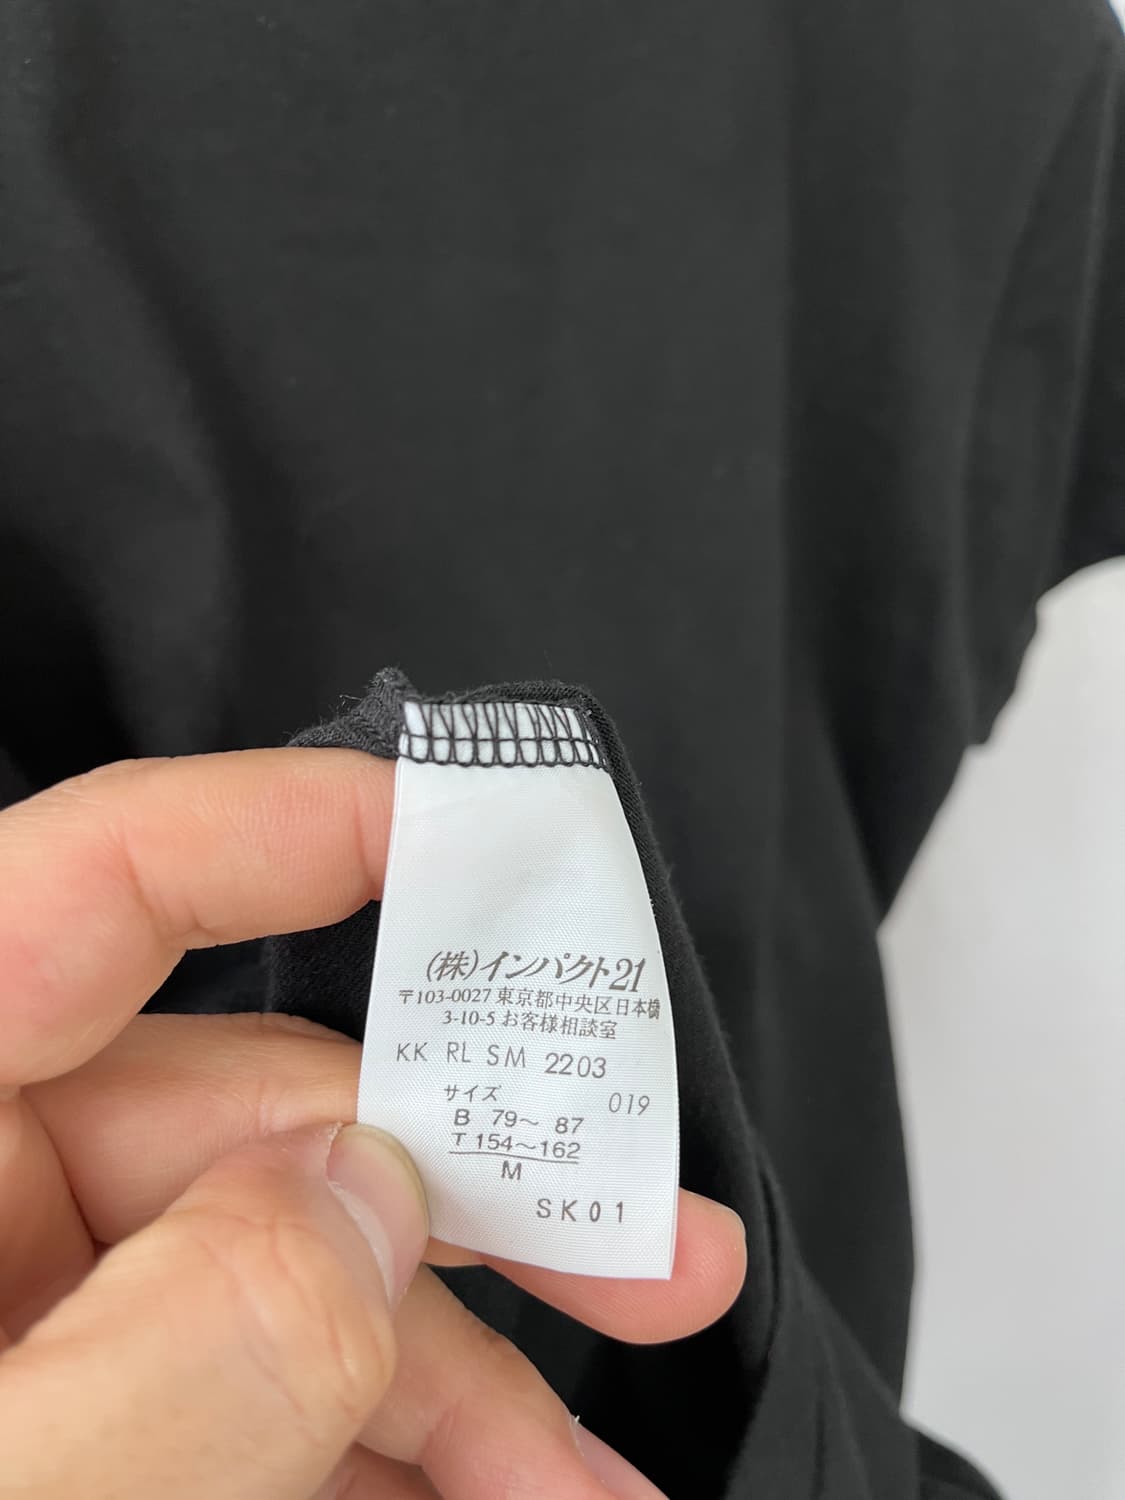 (株)インパクト21
〒103-0027 東京都中央区日本橋
3-10-5 お客様相談室
KK RL SM 2203
サイズ 019
B 79〜 87
T 154〜162
M
SK01